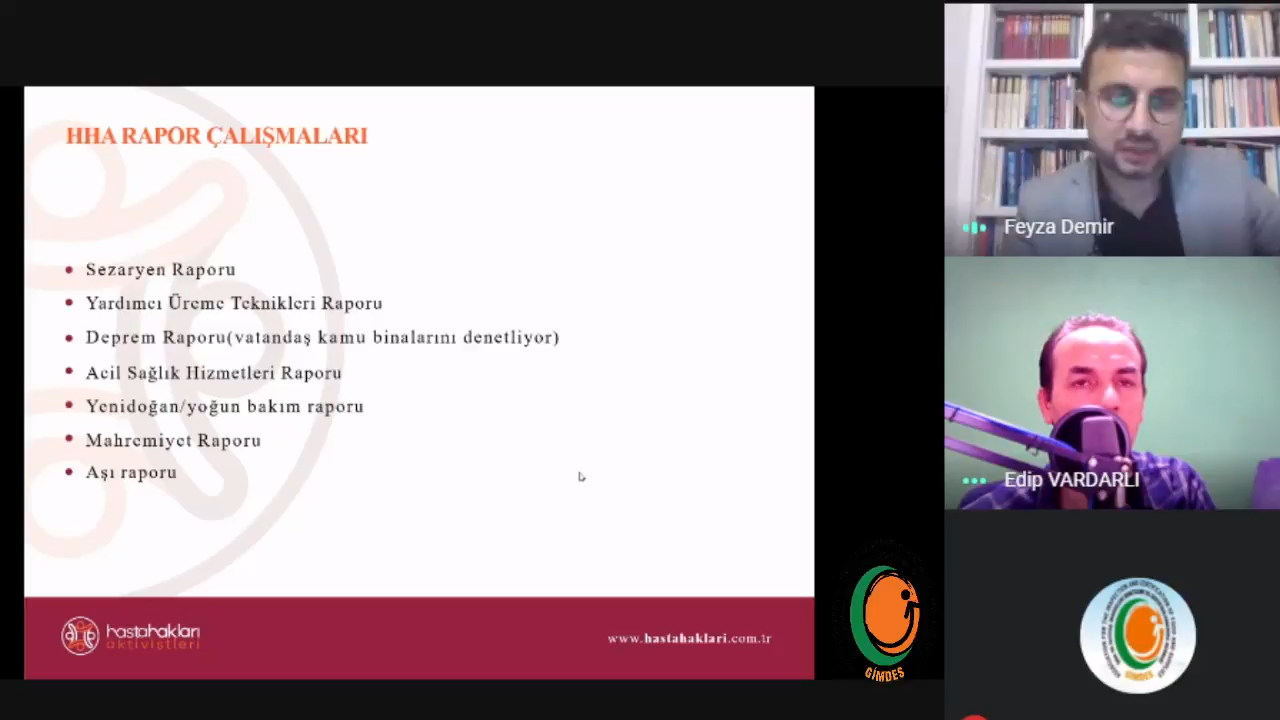 HHA RAPOR ÇALIŞMALARI
Sezaryen Raporu
Yardımcı Üreme Teknikleri Raporu
Deprem Raporu(vatandaş kamu binalarını denetliyor)
Acil Sağlık Hizmetleri Raporu
Yenidoğan/yoğun bakım raporu
Mahremiyet Raporu
Aşı raporu
hastahakları
aktivistleri
www.hastahaklari.com.tr
GİMDES
Feyza Demir
Edip VARDARLI
GİMDES